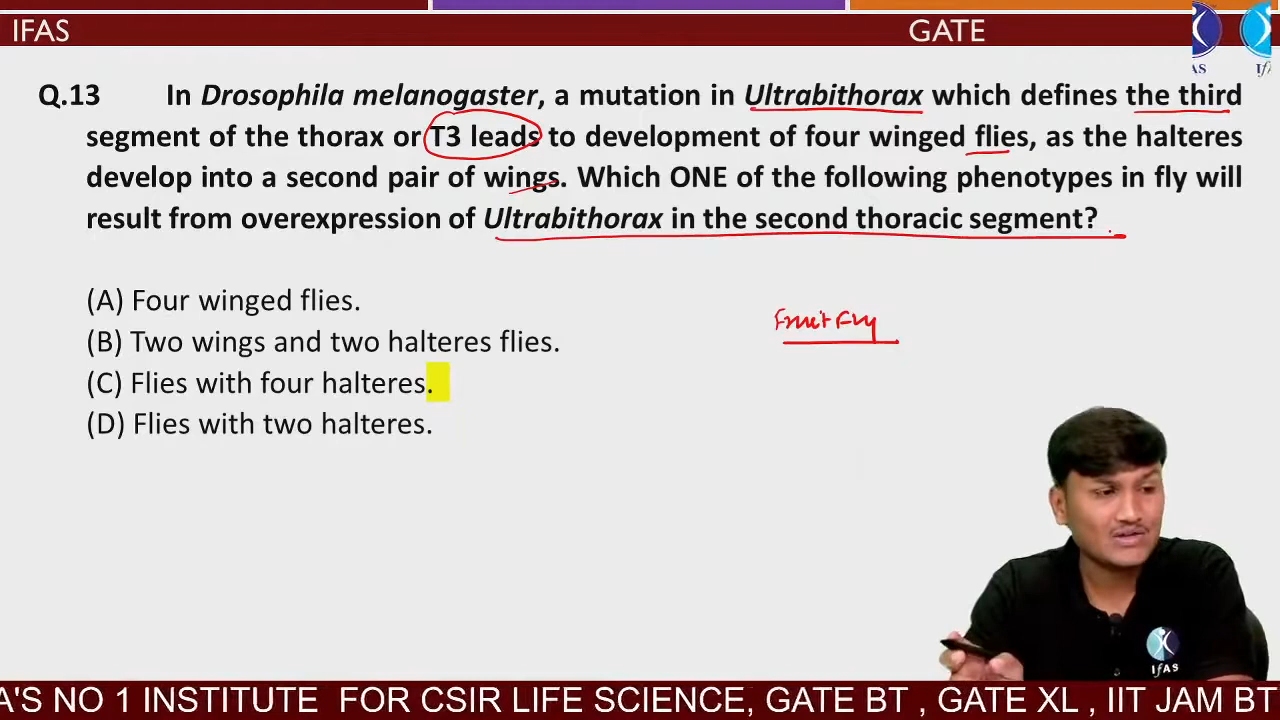 IFAS GATE
Q.13 In Drosophila melanogaster, a mutation in Ultrabithorax which defines the third
segment of the thorax or T3 leads to development of four winged flies, as the halteres
develop into a second pair of wings. Which ONE of the following phenotypes in fly will
result from overexpression of Ultrabithorax in the second thoracic segment?
(A) Four winged flies.
(B) Two wings and two halteres flies.
(C) Flies with four halteres.
(D) Flies with two halteres.
Fruit Fly
IFAS
A'S NO 1 INSTITUTE FOR CSIR LIFE SCIENCE, GATE BT , GATE XL , IIT JAM BT